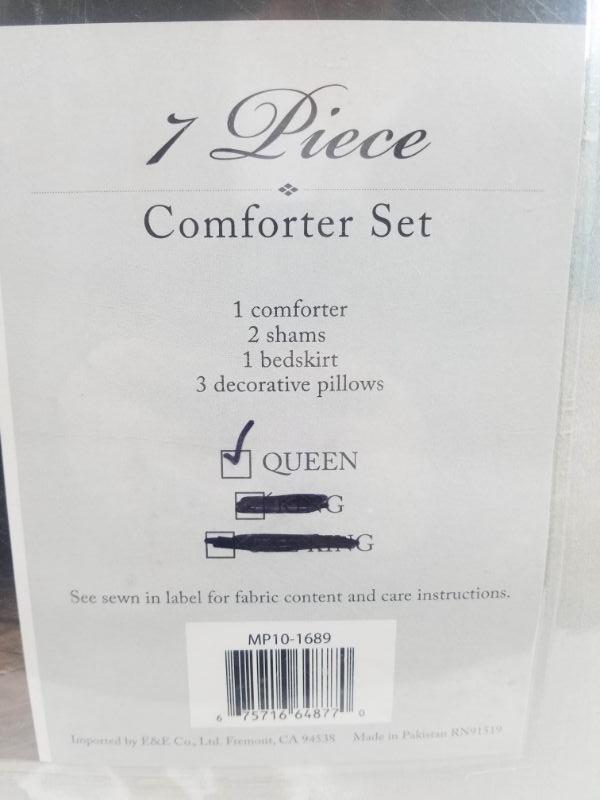 7 Piece
Comforter Set
1 comforter
2 shams
1 bedskirt
3 decorative pillows
QUEEN
KING
KING
See sewn in label for fabric content and care instructions.
MP10-1689
6 75716 64877 0
Imported by E&E Co., Ltd. Fremont, CA 94538 Made in Pakistan RN91519